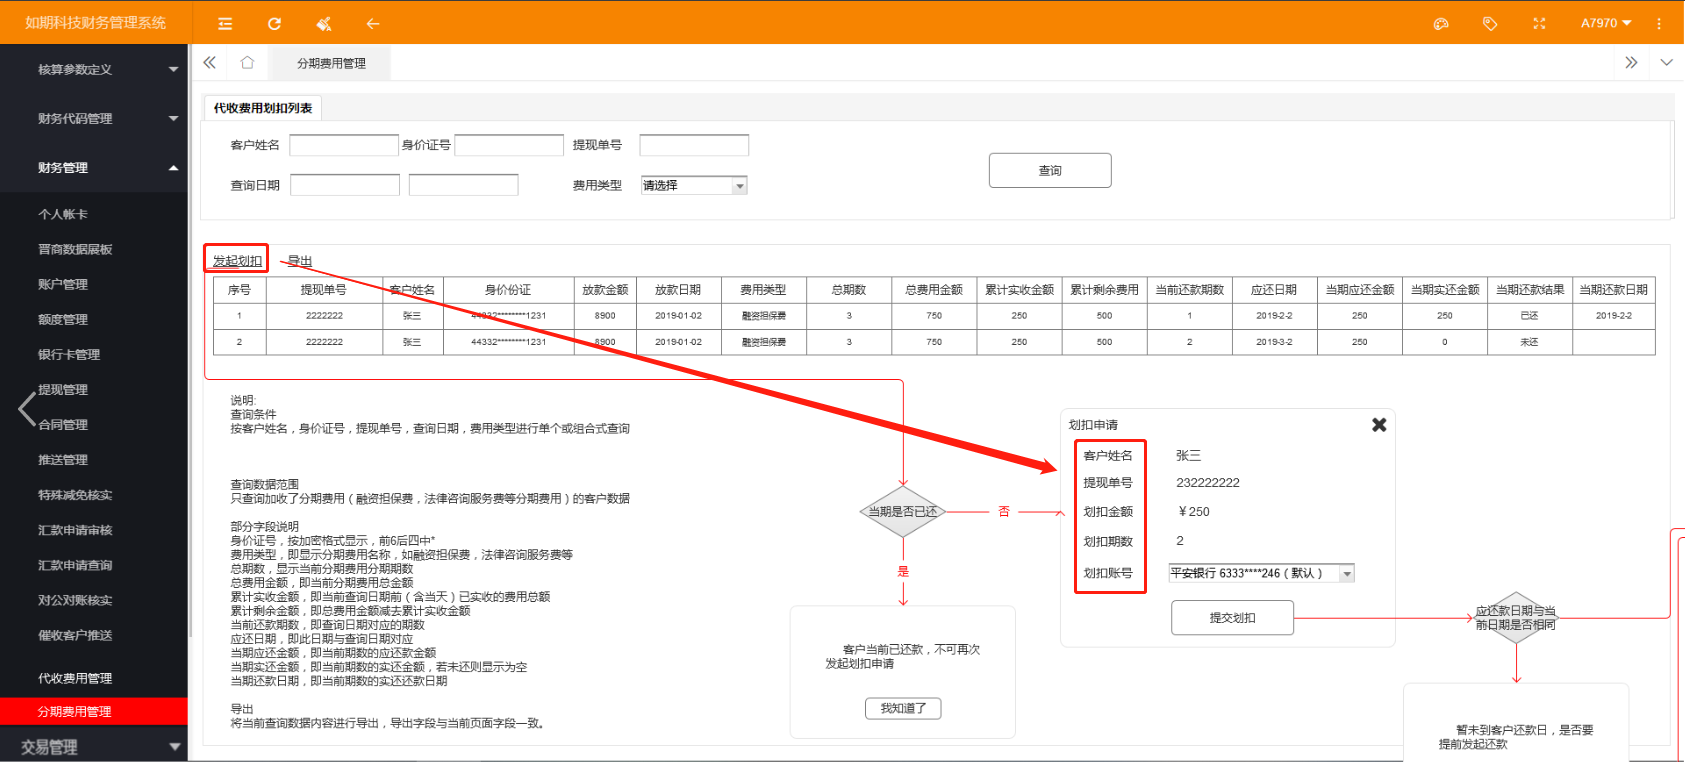 如期科技财务管理系统
A7970
核算参数定义
财务代码管理
财务管理
个人帐卡
晋商数据展板
账户管理
额度管理
银行卡管理
提现管理
合同管理
推送管理
特殊减免核实
汇款申请审核
汇款申请查询
对公对账核实
催收客户推送
代收费用管理
分期费用管理
交易管理
分期费用管理
代收费用划扣列表
客户姓名 身价证号 提现单号
查询
查询日期 费用类型 请选择
发起划扣 导出
序号 提现单号 客户姓名 身价份证 放款金额 放款日期 费用类型 总期数 总费用金额 累计实收金额 累计剩余费用 当前还款期数 应还日期 当期应还金额 当期实还金额 当期还款结果 当期还款日期
1 2222222 张三 44332********1231 8900 2019-01-02 融资担保费 3 750 250 500 1 2019-2-2 250 250 已还 2019-2-2
2 2222222 张三 44332********1231 8900 2019-01-02 融资担保费 3 750 250 500 2 2019-3-2 250 0 未还
说明:
查询条件
按客户姓名，身价证号，提现单号，查询日期，费用类型进行单个或组合式查询
查询数据范围
只查询加收了分期费用（融资担保费，法律咨询服务费等分期费用）的客户数据
部分字段说明
身价证号，按加密格式显示，前6后四中*
费用类型，即显示分期费用名称，如融资担保费，法律咨询服务费等
总期数，显示当前分期费用分期期数
总费用金额，即当前分期费用总金额
累计实收金额，即当前查询日期前（含当天）已实收的费用总额
累计剩余金额，即总费用金额减去累计实收金额
当前还款期数，即查询日期对应的期数
应还日期，即此日期与查询日期对应
当期应还金额，即当前期数的应还款金额
当期实还金额，即当前期数的实还金额，若未还则显示为空
当期还款日期，即当前期数的实还还款日期
导出
将当前查询数据内容进行导出，导出字段与当前页面字段一致。
当期是否已还
否
是
客户当前已还款，不可再次
发起划扣申请
我知道了
划扣申请
客户姓名 张三
提现单号 232222222
划扣金额 ￥250
划扣期数 2
划扣账号 平安银行 6333****246（默认）
提交划扣
应还款日期与当
前日期是否相同
暂未到客户还款日，是否要
提前发起还款